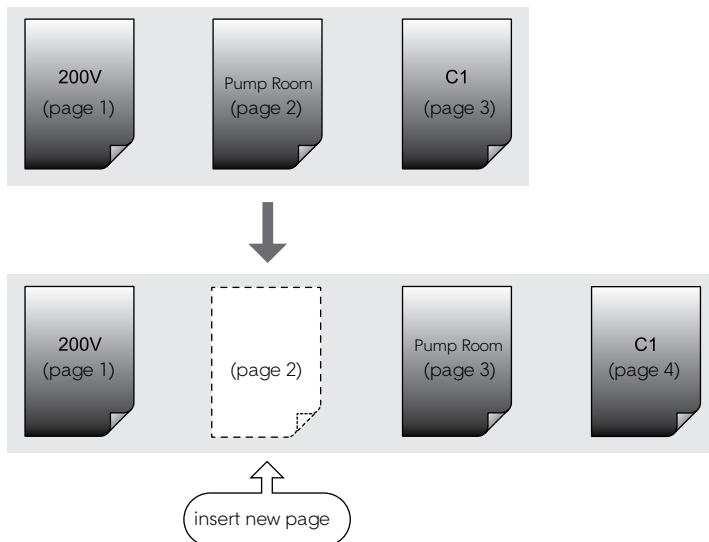 200V
(page 1)
Pump Room
(page 2)
C1
(page 3)
200V
(page 1)
(page 2)
Pump Room
(page 3)
C1
(page 4)
insert new page